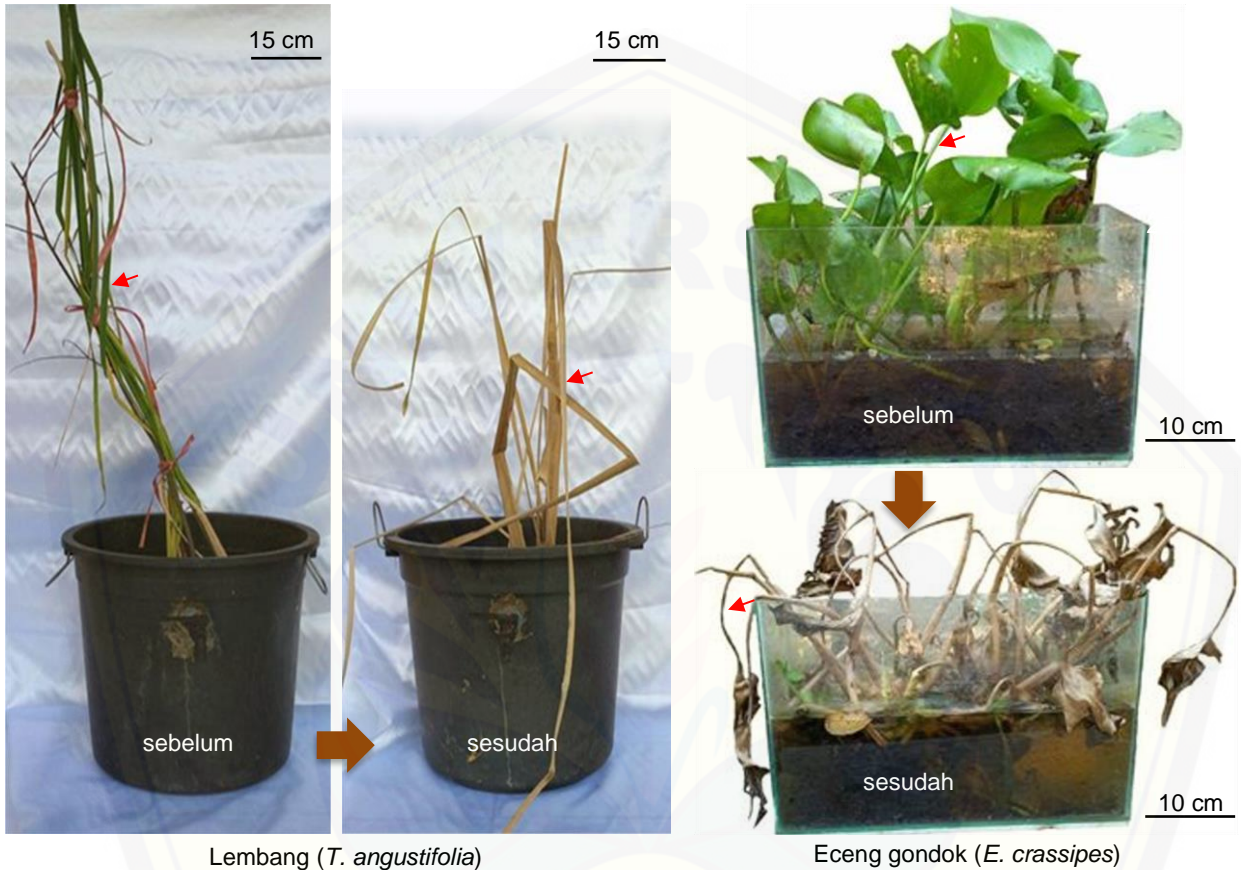 15 cm
15 cm
sebelum
10 cm
sebelum
sesudah
sesudah
10 cm
Lembang (T. angustifolia)
Eceng gondok (E. crassipes)